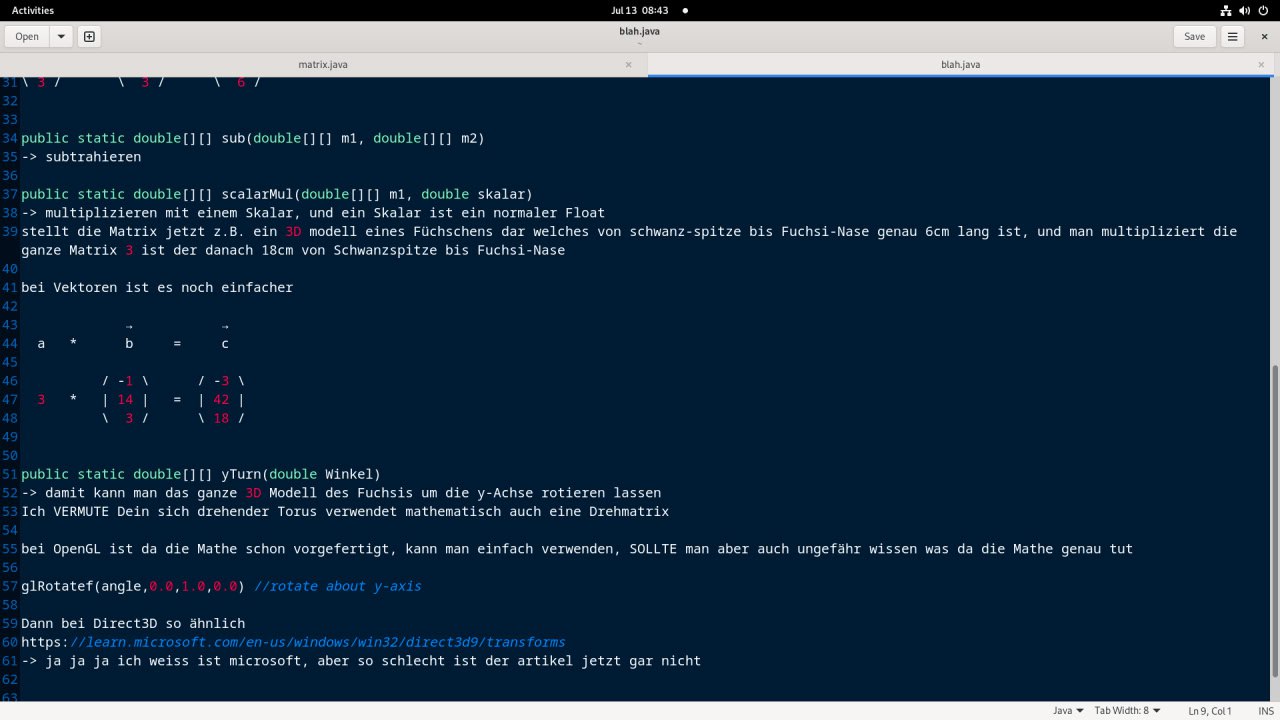 Activities
Jul 13 08:43
Open
blah.java
~
Save
matrix.java
blah.java
31 \ 3 / \ 3 / \ 6 /
32
33
34 public static double[][] sub(double[][] m1, double[][] m2)
35 -> subtrahieren
36
37 public static double[][] scalarMul(double[][] m1, double skalar)
38 -> multiplizieren mit einem Skalar, und ein Skalar ist ein normaler Float
39 stellt die Matrix jetzt z.B. ein 3D modell eines Füchschens dar welches von schwanz-spitze bis Fuchsi-Nase genau 6cm lang ist, und man multipliziert die
ganze Matrix 3 ist der danach 18cm von Schwanzspitze bis Fuchsi-Nase
40
41 bei Vektoren ist es noch einfacher
42
43 → →
44 a * b = c
45
46 / -1 \ / -3 \
47 3 * | 14 | = | 42 |
48 \ 3 / \ 18 /
49
50
51 public static double[][] yTurn(double Winkel)
52 -> damit kann man das ganze 3D Modell des Fuchsis um die y-Achse rotieren lassen
53 Ich VERMUTE Dein sich drehender Torus verwendet mathematisch auch eine Drehmatrix
54
55 bei OpenGL ist da die Mathe schon vorgefertigt, kann man einfach verwenden, SOLLTE man aber auch ungefähr wissen was da die Mathe genau tut
56
57 glRotatef(angle,0.0,1.0,0.0) //rotate about y-axis
58
59 Dann bei Direct3D so ähnlich
60 https://learn.microsoft.com/en-us/windows/win32/direct3d9/transforms
61 -> ja ja ja ich weiss ist microsoft, aber so schlecht ist der artikel jetzt gar nicht
62
63
Java Tab Width: 8 Ln 9, Col 1 INS